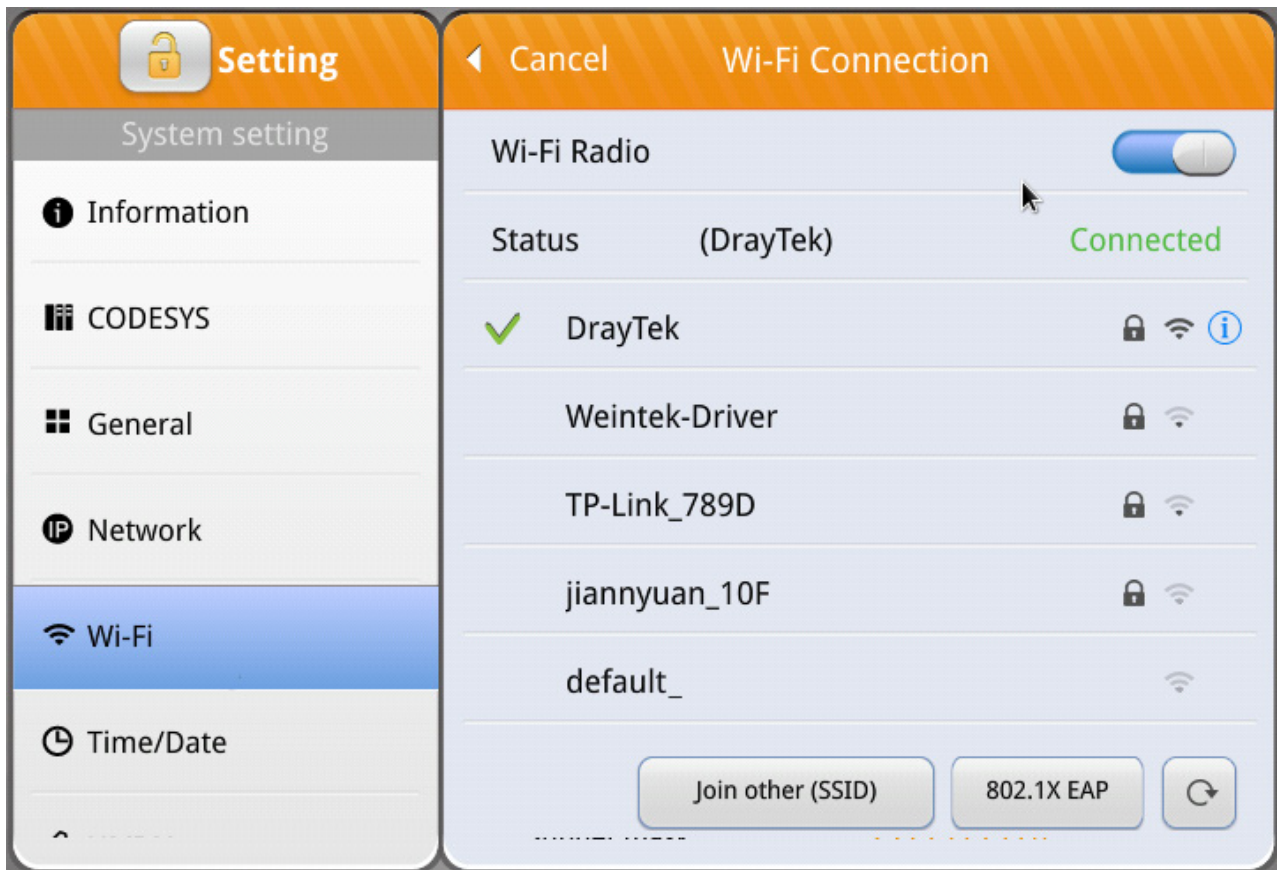 Setting
System setting
Information
CODESYS
General
Network
Wi-Fi
Time/Date
Cancel Wi-Fi Connection
Wi-Fi Radio
Status (DrayTek) Connected
DrayTek
Weintek-Driver
TP-Link_789D
jiannyuan_10F
default_
Join other (SSID) 802.1X EAP